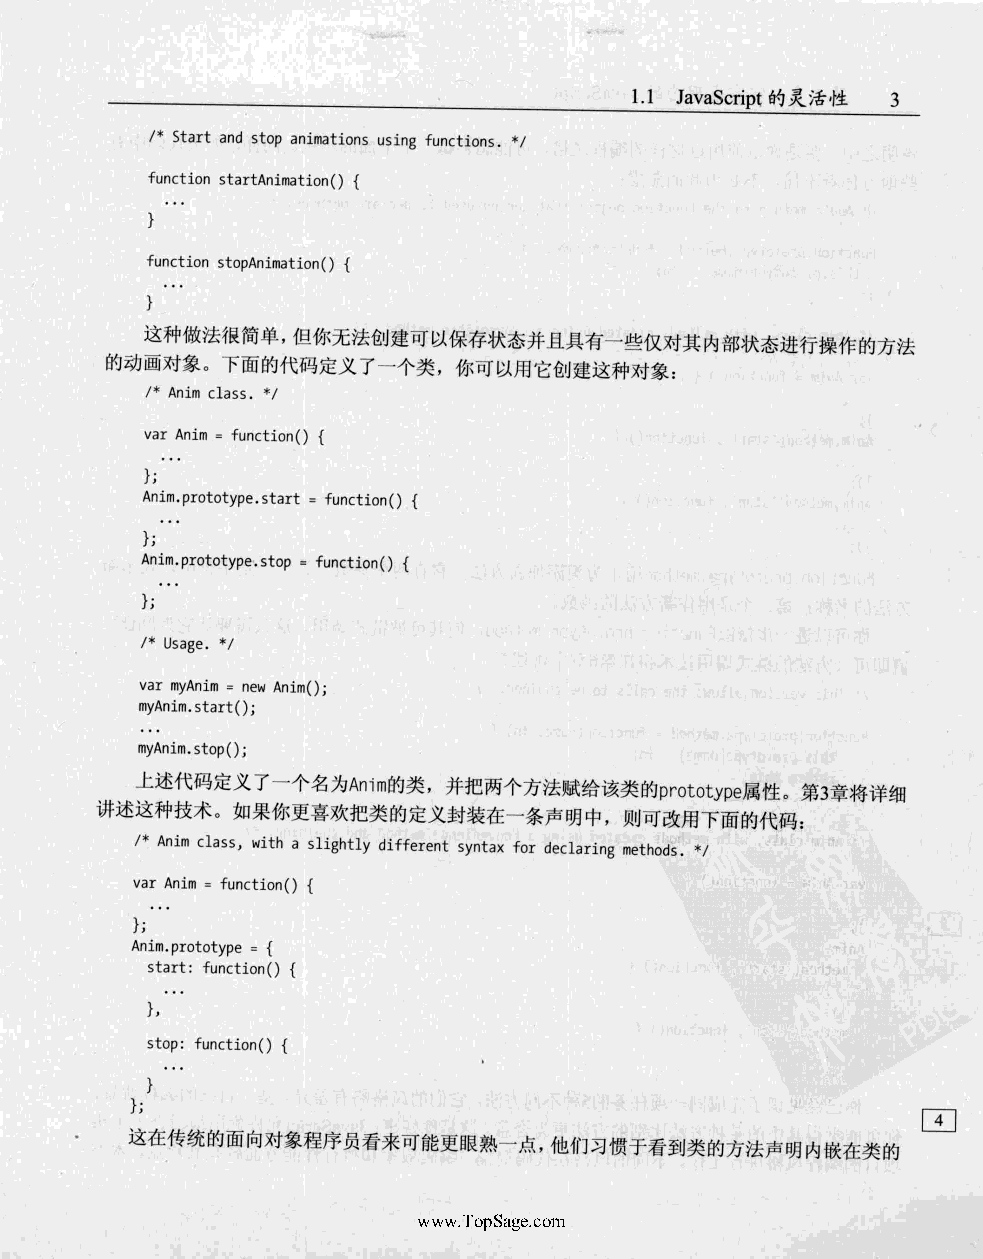 1.1 JavaScript 的灵活性 3
/* Start and stop animations using functions. */
function startAnimation() {
...
}
function stopAnimation() {
...
}
这种做法很简单，但你无法创建可以保存状态并且具有一些仅对其内部状态进行操作的方法
的动画对象。下面的代码定义了一个类，你可以用它创建这种对象：
/* Anim class. */
var Anim = function() {
...
};
Anim.prototype.start = function() {
...
};
Anim.prototype.stop = function() {
...
};
/* Usage. */
var myAnim = new Anim();
myAnim.start();
...
myAnim.stop();
上述代码定义了一个名为Anim的类，并把两个方法赋给该类的prototype属性。第3章将详细
讲述这种技术。如果你更喜欢把类的定义封装在一条声明中，则可改用下面的代码：
/* Anim class, with a slightly different syntax for declaring methods. */
var Anim = function() {
...
};
Anim.prototype = {
start: function() {
...
},
stop: function() {
...
}
};
4
这在传统的面向对象程序员看来可能更眼熟一点，他们习惯于看到类的方法声明内嵌在类的
www.TopSage.com